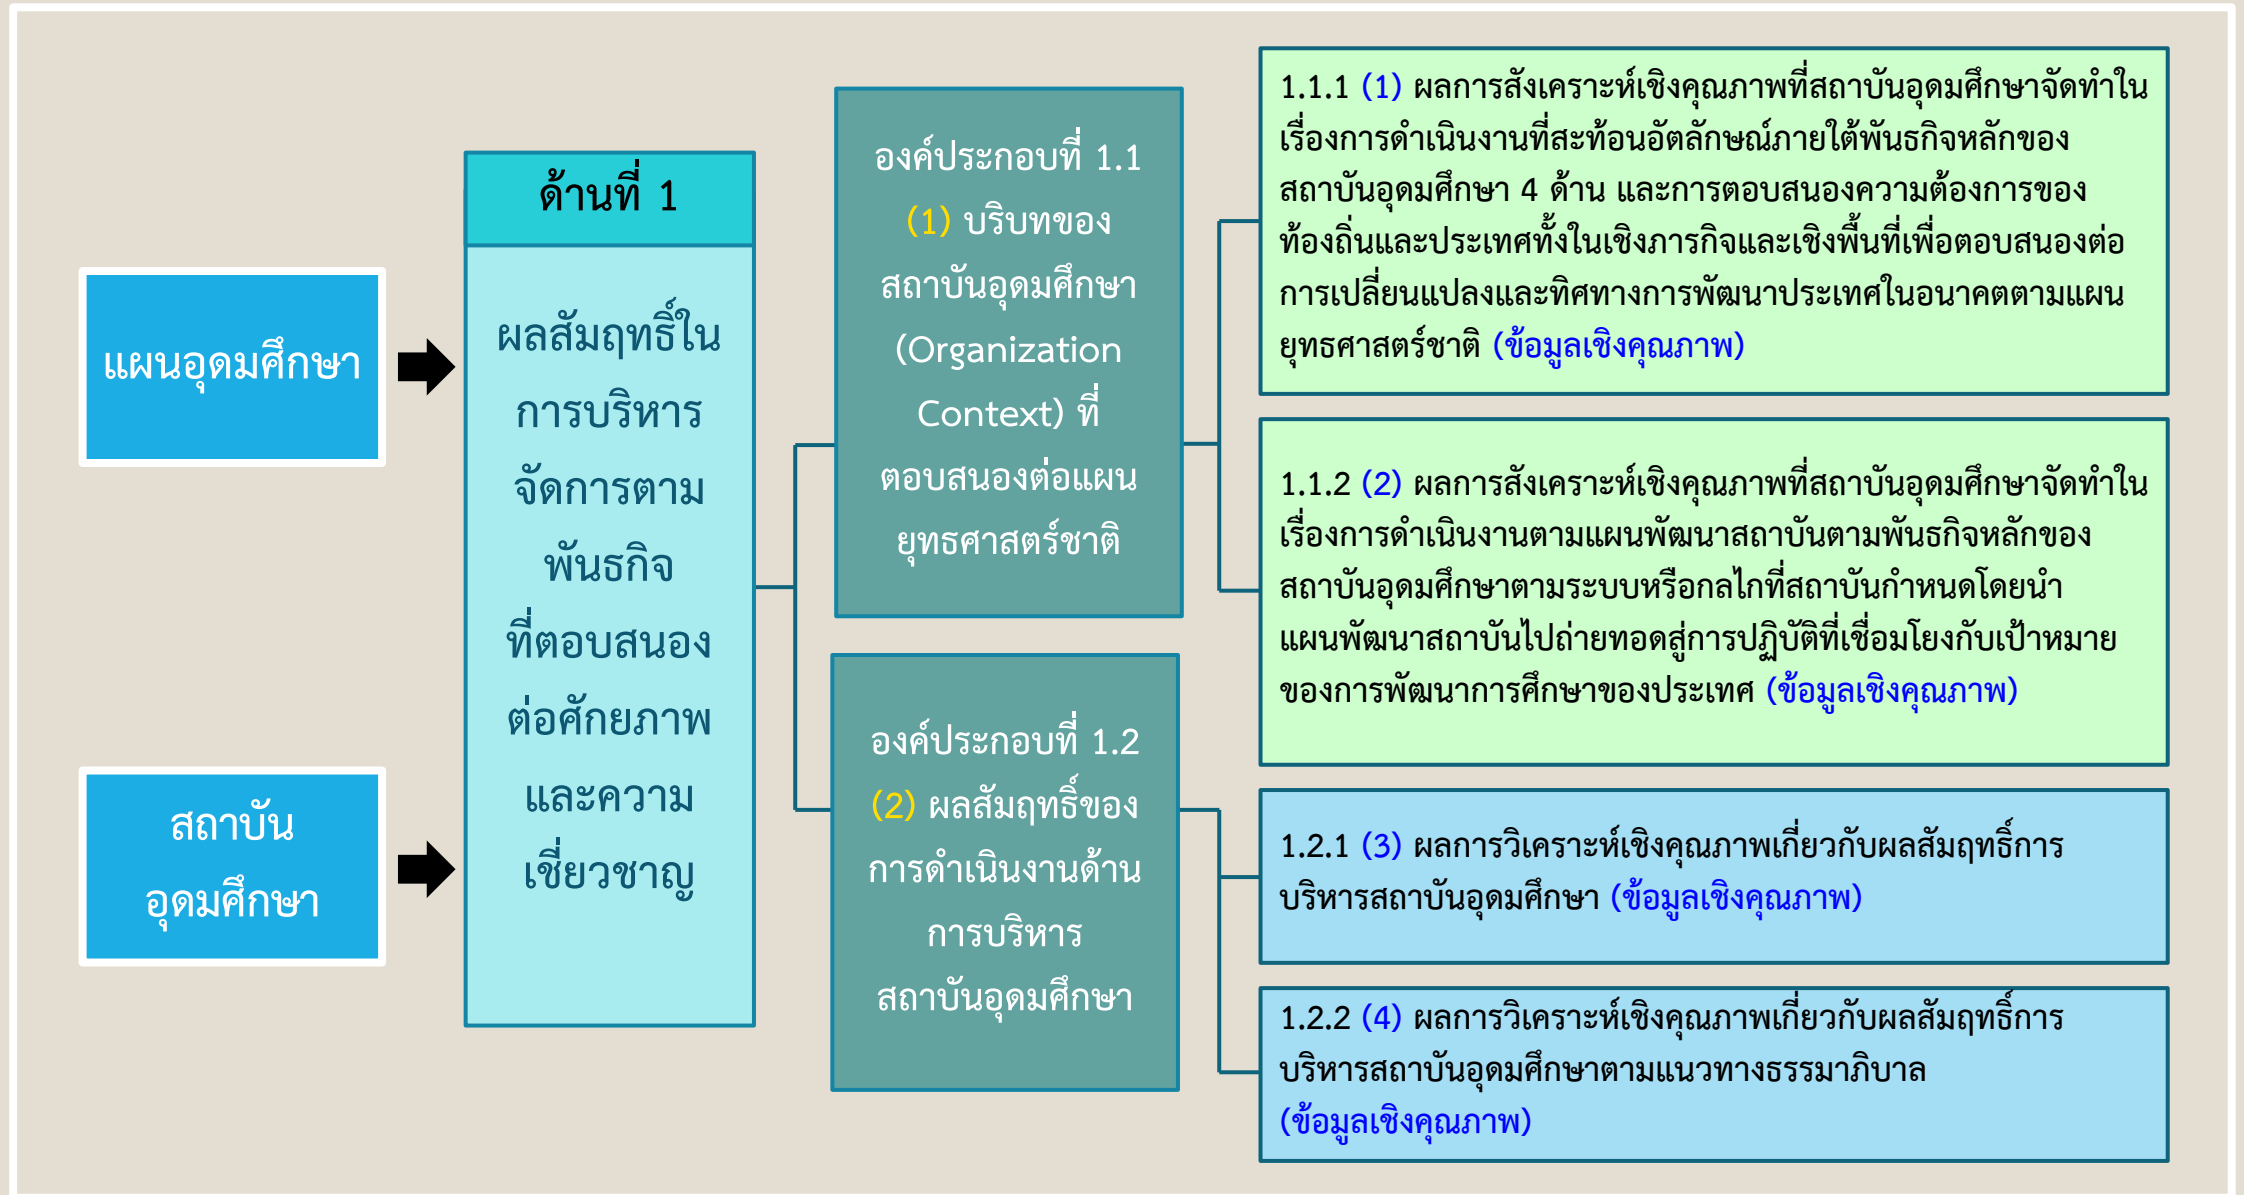 แผนอุดมศึกษา
สถาบัน
อุดมศึกษา
ด้านที่ 1
ผลสัมฤทธิ์ใน
การบริหาร
จัดการตาม
พันธกิจ
ที่ตอบสนอง
ต่อศักยภาพ
และความ
เชี่ยวชาญ
องค์ประกอบที่ 1.1
(1) บริบทของ
สถาบันอุดมศึกษา
(Organization
Context) ที่
ตอบสนองต่อแผน
ยุทธศาสตร์ชาติ
องค์ประกอบที่ 1.2
(2) ผลสัมฤทธิ์ของ
การดำเนินงานด้าน
การบริหาร
สถาบันอุดมศึกษา
1.1.1 (1) ผลการสังเคราะห์เชิงคุณภาพที่สถาบันอุดมศึกษาจัดทำใน
เรื่องการดำเนินงานที่สะท้อนอัตลักษณ์ภายใต้พันธกิจหลักของ
สถาบันอุดมศึกษา 4 ด้าน และการตอบสนองความต้องการของ
ท้องถิ่นและประเทศทั้งในเชิงภารกิจและเชิงพื้นที่เพื่อตอบสนองต่อ
การเปลี่ยนแปลงและทิศทางการพัฒนาประเทศในอนาคตตามแผน
ยุทธศาสตร์ชาติ (ข้อมูลเชิงคุณภาพ)
1.1.2 (2) ผลการสังเคราะห์เชิงคุณภาพที่สถาบันอุดมศึกษาจัดทำใน
เรื่องการดำเนินงานตามแผนพัฒนาสถาบันตามพันธกิจหลักของ
สถาบันอุดมศึกษาตามระบบหรือกลไกที่สถาบันกำหนดโดยนำ
แผนพัฒนาสถาบันไปถ่ายทอดสู่การปฏิบัติที่เชื่อมโยงกับเป้าหมาย
ของการพัฒนาการศึกษาของประเทศ (ข้อมูลเชิงคุณภาพ)
1.2.1 (3) ผลการวิเคราะห์เชิงคุณภาพเกี่ยวกับผลสัมฤทธิ์การ
บริหารสถาบันอุดมศึกษา (ข้อมูลเชิงคุณภาพ)
1.2.2 (4) ผลการวิเคราะห์เชิงคุณภาพเกี่ยวกับผลสัมฤทธิ์การ
บริหารสถาบันอุดมศึกษาตามแนวทางธรรมาภิบาล
(ข้อมูลเชิงคุณภาพ)